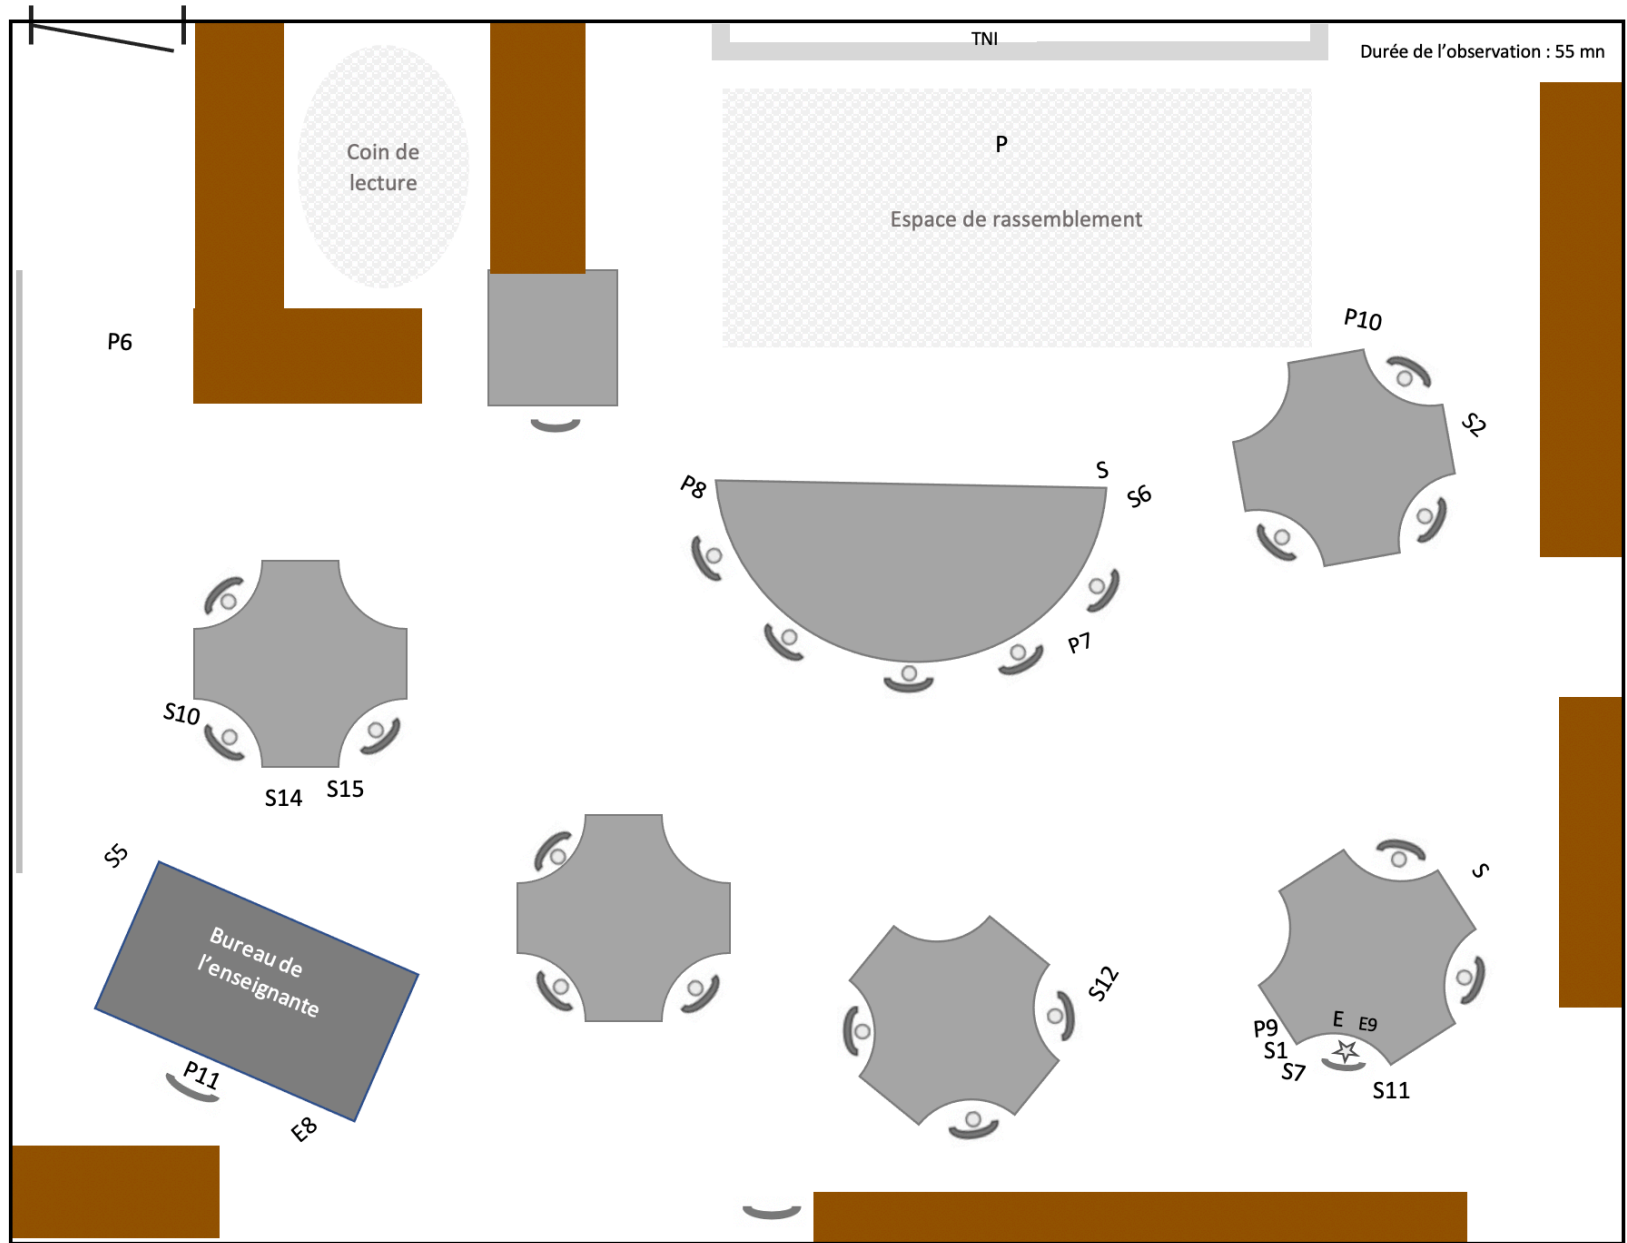 TNI
Durée de l'observation : 55 mn
Coin de
lecture
P
Espace de rassemblement
P6
P10
S2
P8
S
S6
P7
S10
S14
S15
S5
Bureau de
l'enseignante
P11
E8
S12
S
P9
E
E9
S1
S7
S11